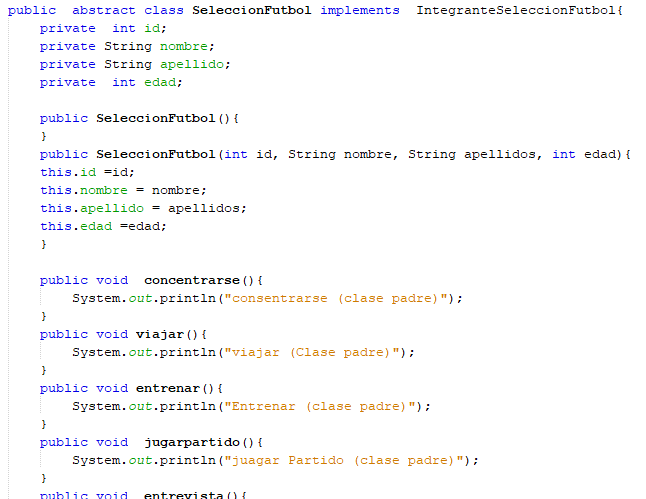 public  abstract class SeleccionFutbol implements  IntegranteSeleccionFutbol{
private  int id;
private String nombre;
private String apellido;
private  int edad;
public SeleccionFutbol(){
}
public SeleccionFutbol(int id, String nombre, String apellidos, int edad){
this.id =id;
this.nombre = nombre;
this.apellido = apellidos;
this.edad =edad;
}
public void  concentrarse(){
System.out.println("consentrarse (clase padre)");
}
public void viajar(){
System.out.println("viajar (Clase padre)");
}
public void entrenar(){
System.out.println("Entrenar (clase padre)");
}
public void  jugarpartido(){
System.out.println("juagar Partido (clase padre)");
}
public void  entrevista(){